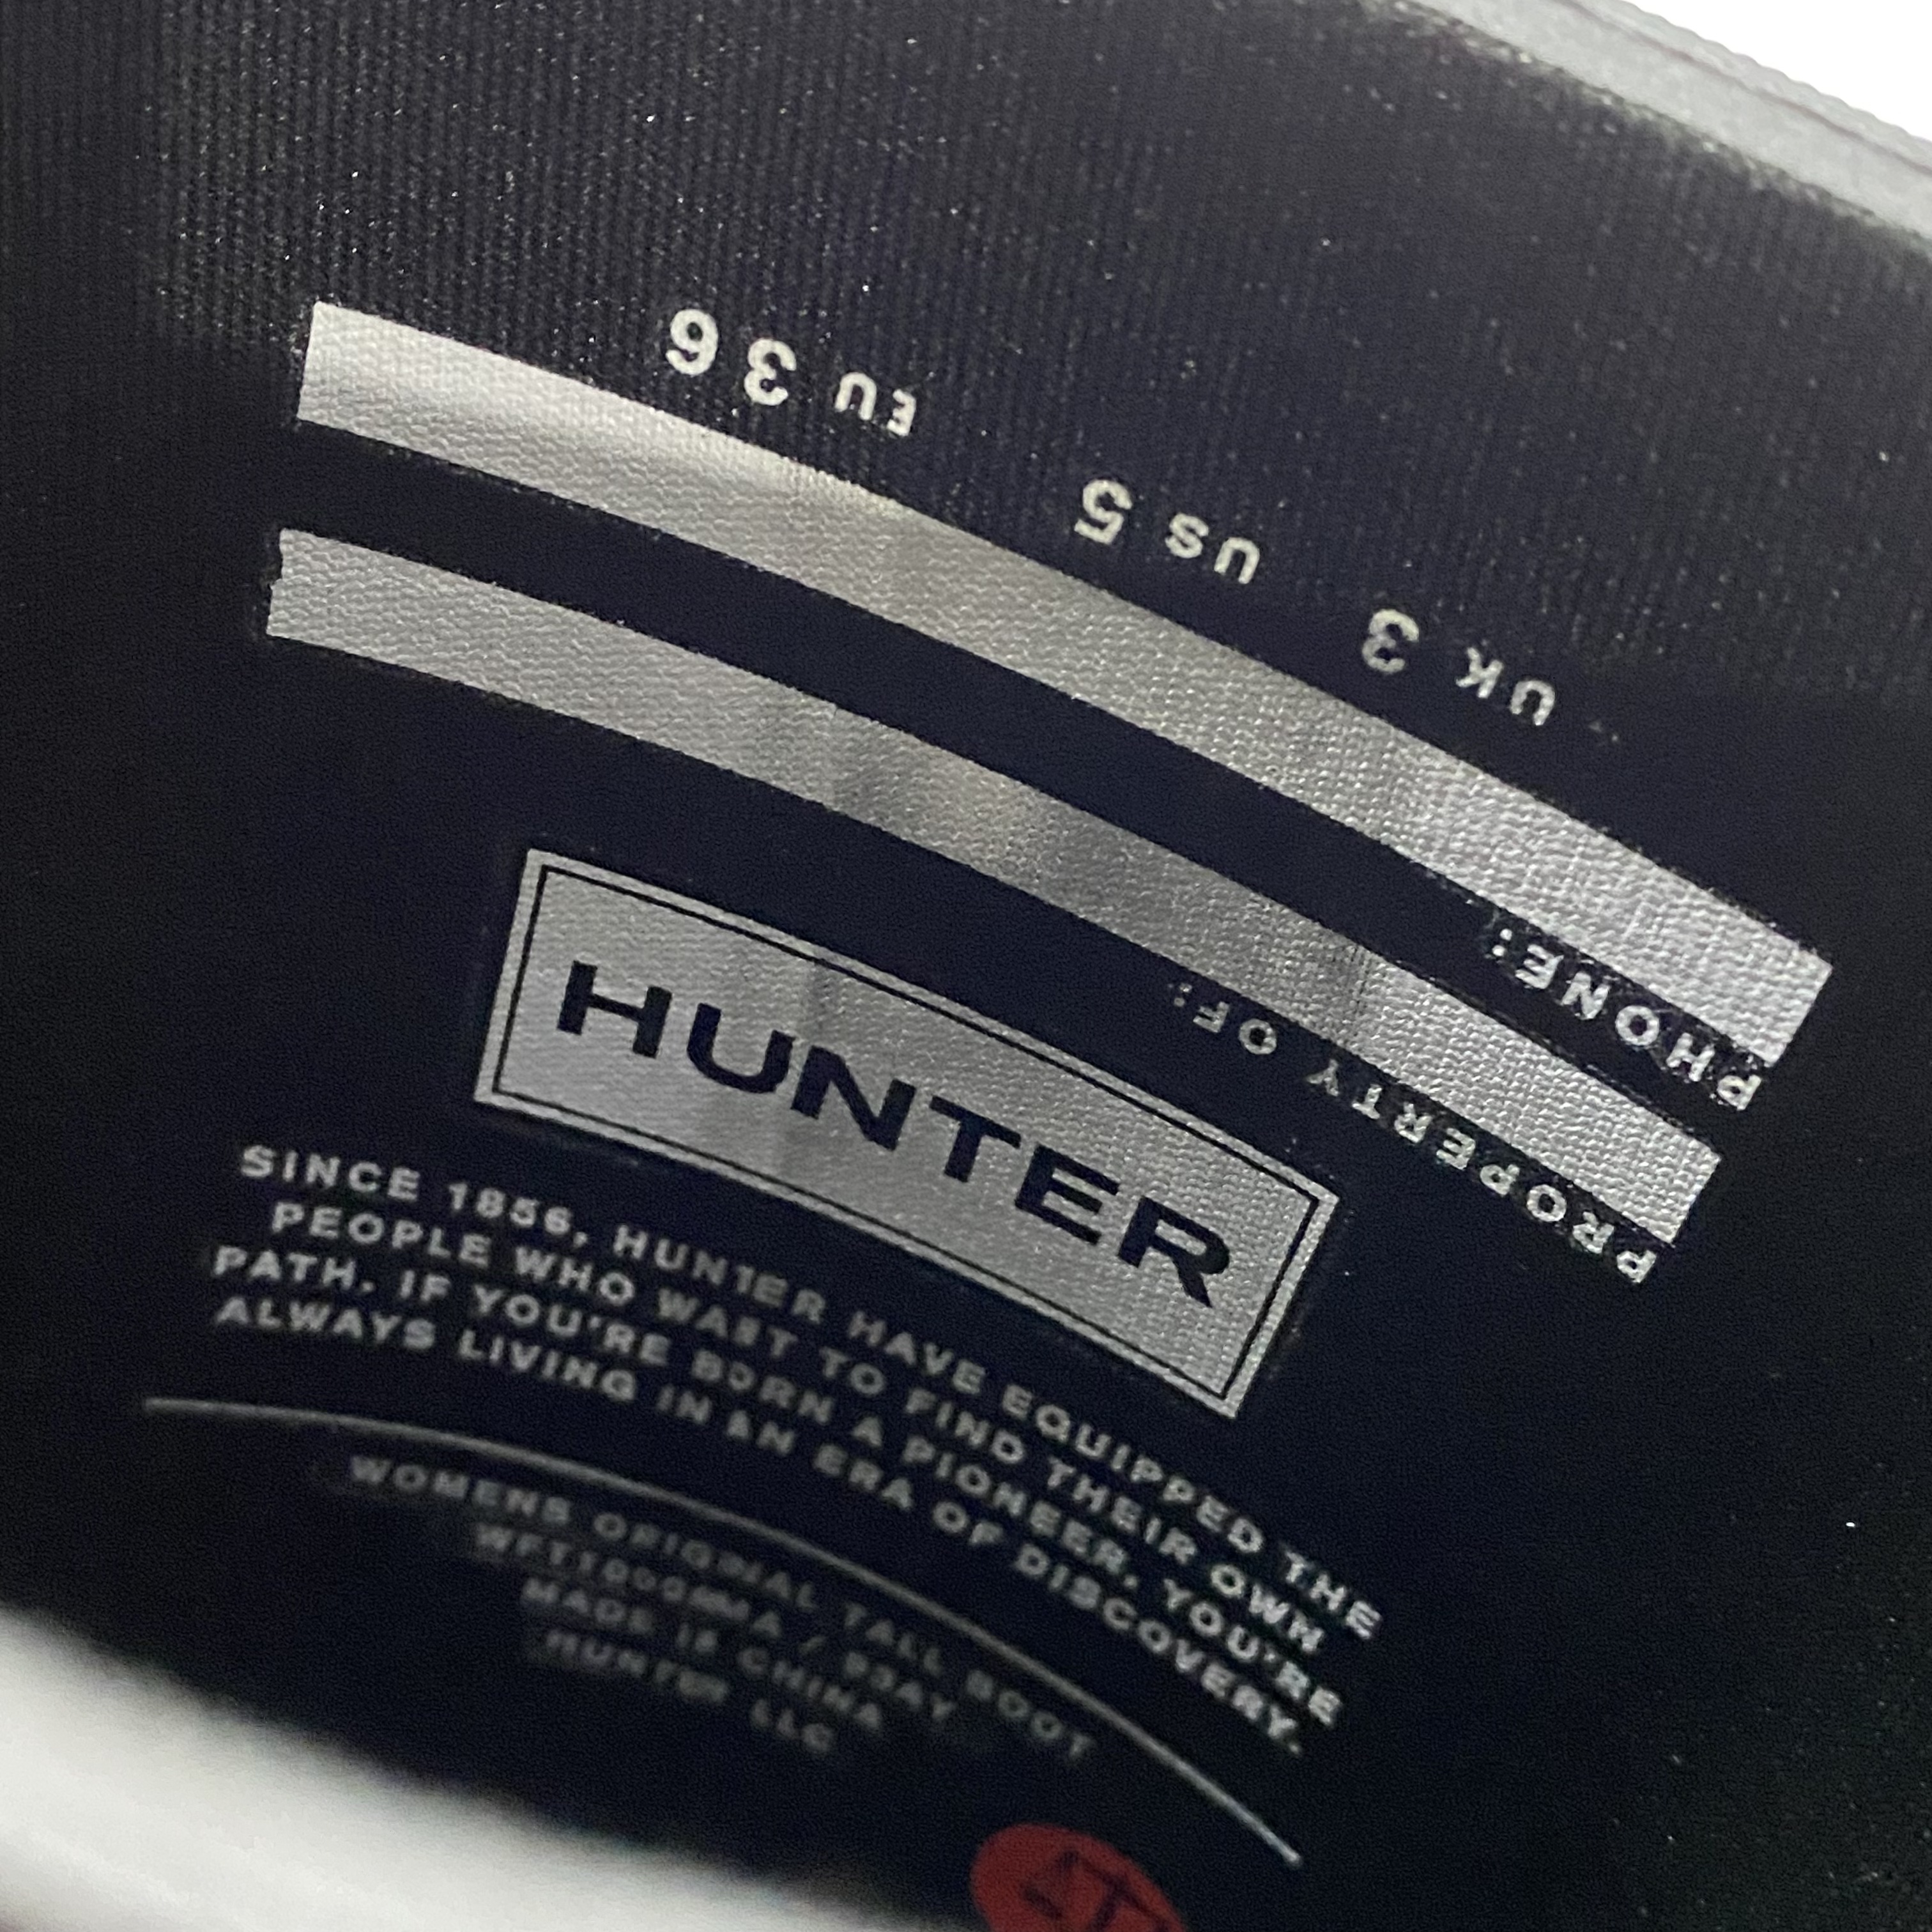 HUNTER
SINCE 1856, HUNTER HAVE EQUIPPED THE
PEOPLE WHO WANT TO FIND THEIR OWN
PATH. IF YOU'RE BORN A PIONEER, YOU'RE
ALWAYS LIVING IN AN ERA OF DISCOVERY.
WOMENS ORIGINAL TALL BOOT
MADE IN CHINA
HUNTER LLC
UK 3 US 5 EU 36
PHONE:
PROPERTY OF: